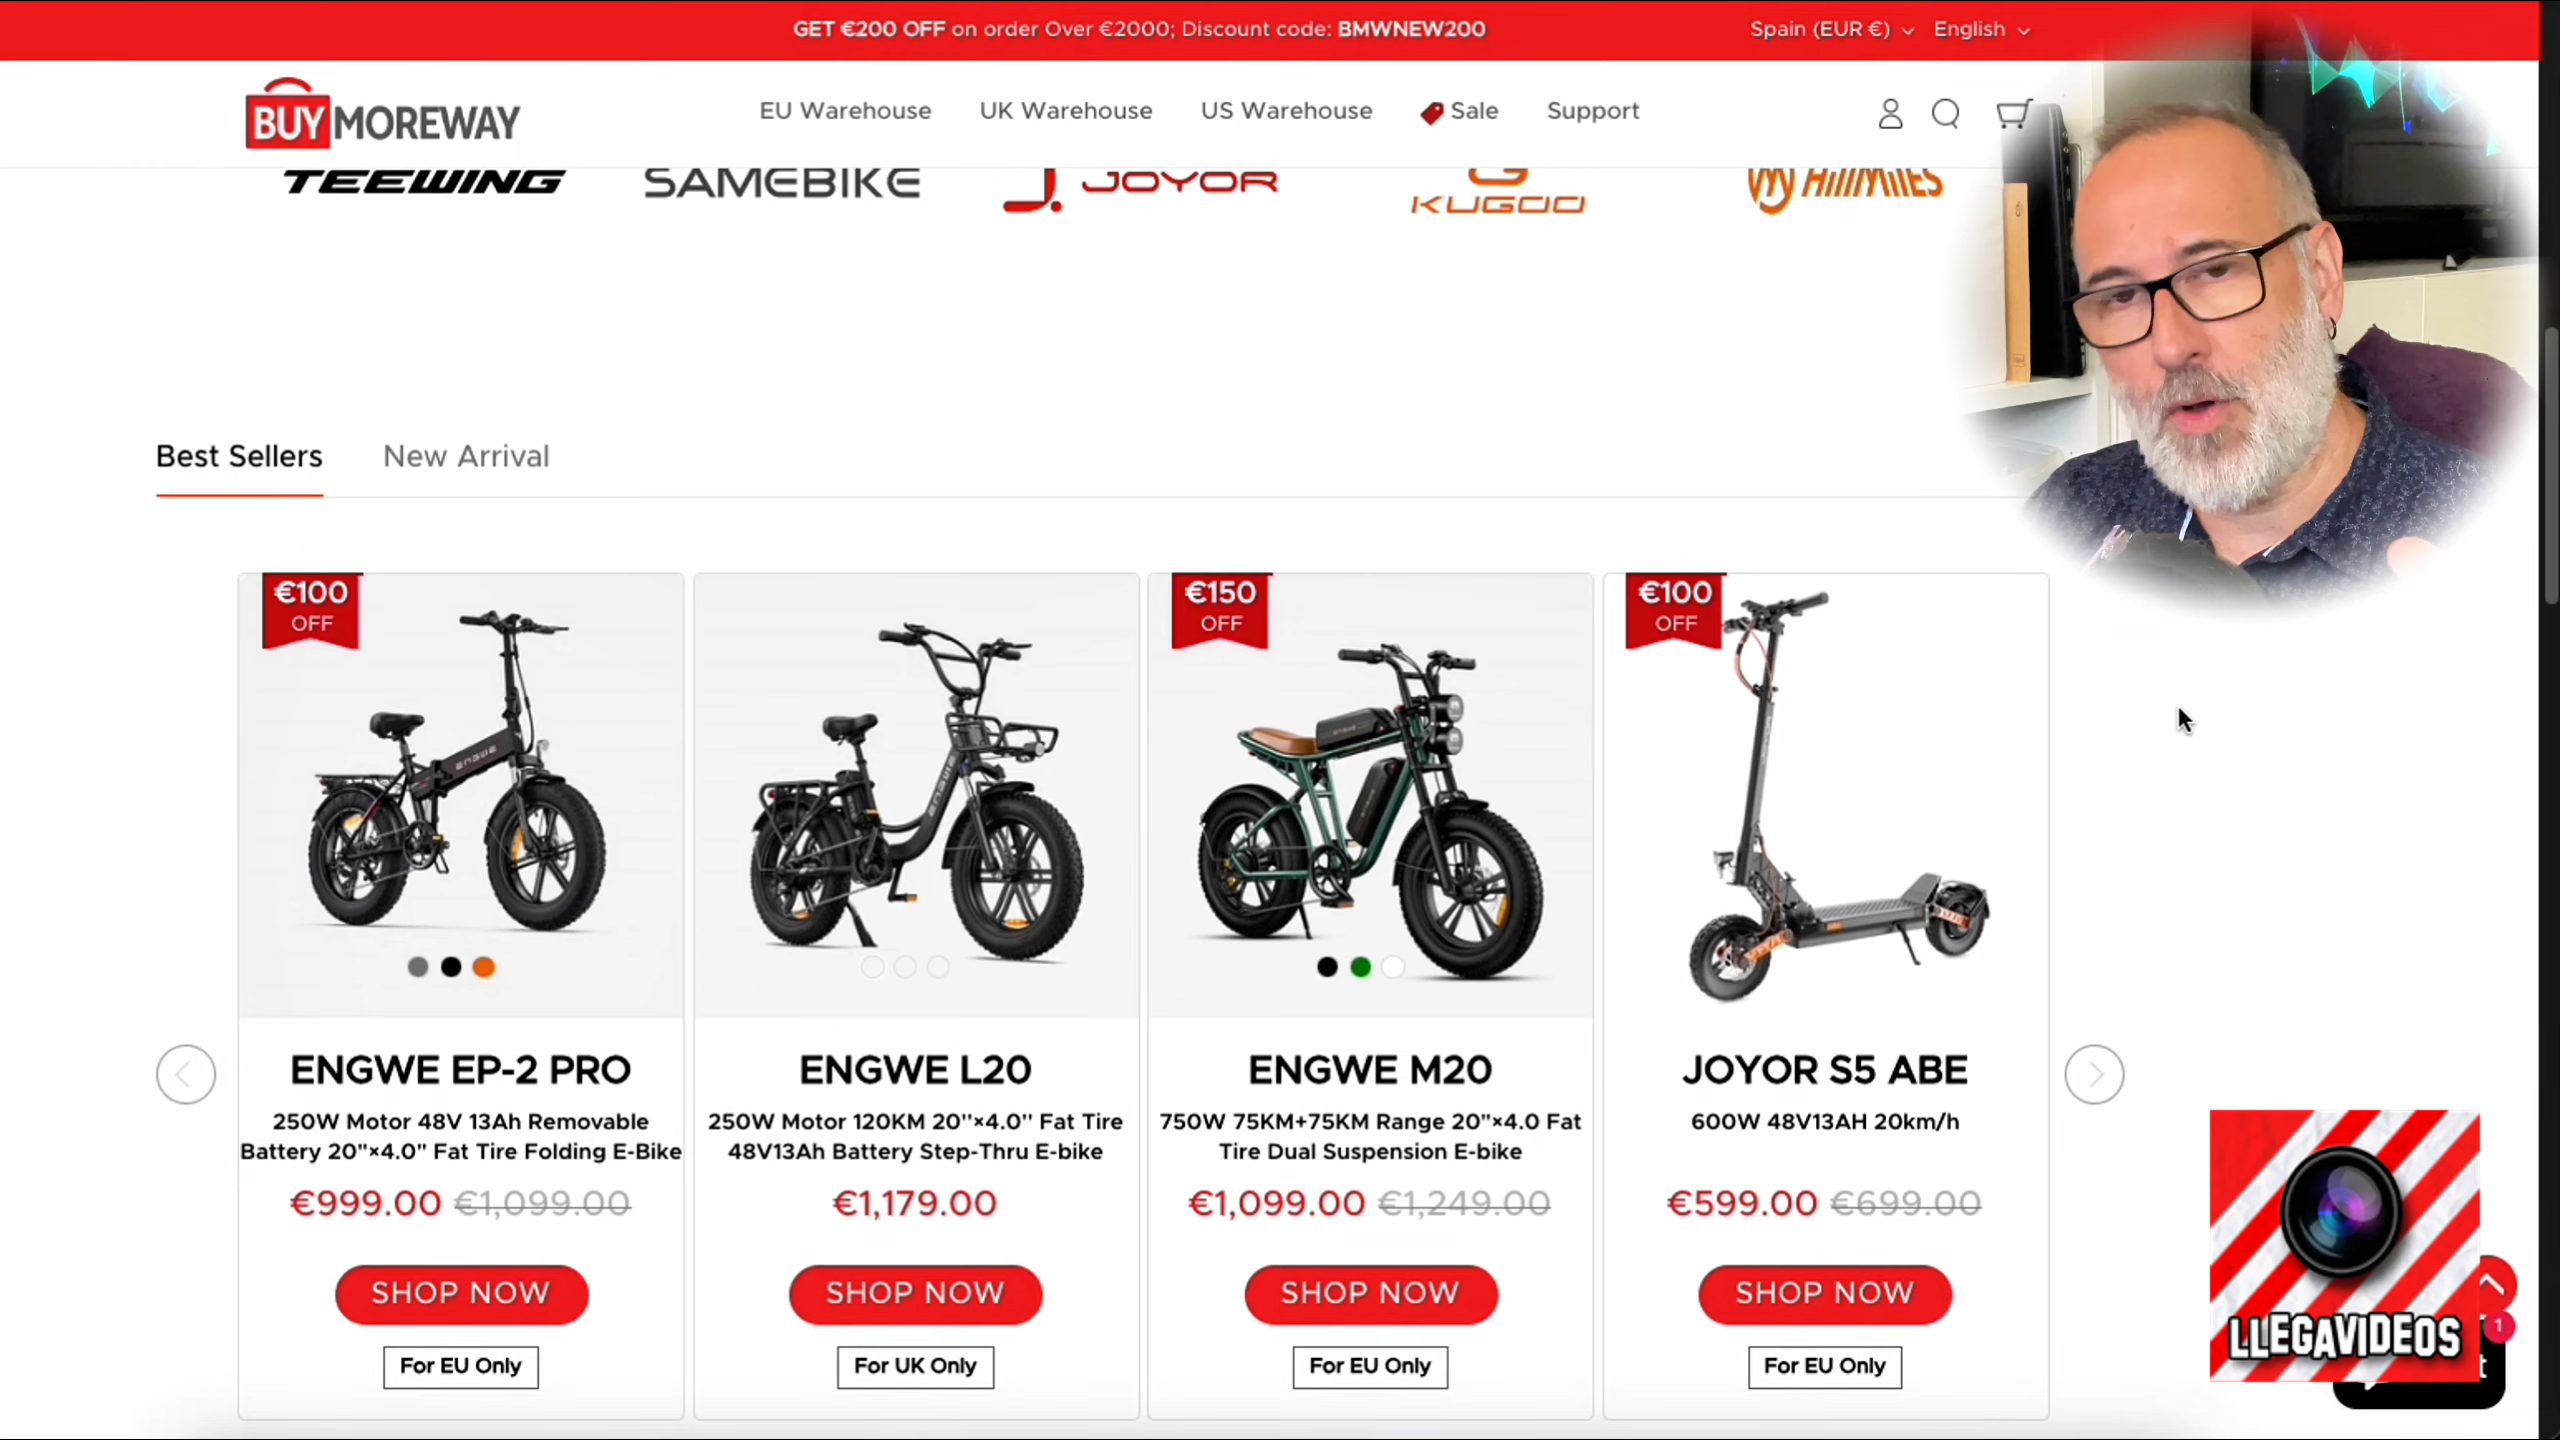 GET €200 OFF on order Over €2000; Discount code: BMWNEW200
Spain (EUR €)
English
BUYMOREWAY
EU Warehouse
UK Warehouse
US Warehouse
Sale
Support
TEEWING
SAMEBIKE
J. JOYOR
KUGOO
Best Sellers
New Arrival
€100
OFF
€150
OFF
€100
OFF
ENGWE
ENGWE
ENGWE EP-2 PRO
250W Motor 48V 13Ah Removable
Battery 20"×4.0" Fat Tire Folding E-Bike
€999.00 €1,099.00
SHOP NOW
For EU Only
ENGWE L20
250W Motor 120KM 20''×4.0'' Fat Tire
48V13Ah Battery Step-Thru E-bike
€1,179.00
SHOP NOW
For UK Only
ENGWE M20
750W 75KM+75KM Range 20"×4.0 Fat
Tire Dual Suspension E-bike
€1,099.00 €1,249.00
SHOP NOW
For EU Only
JOYOR S5 ABE
600W 48V13AH 20km/h
€599.00 €699.00
SHOP NOW
For EU Only
LLEGAVIDEOS
1